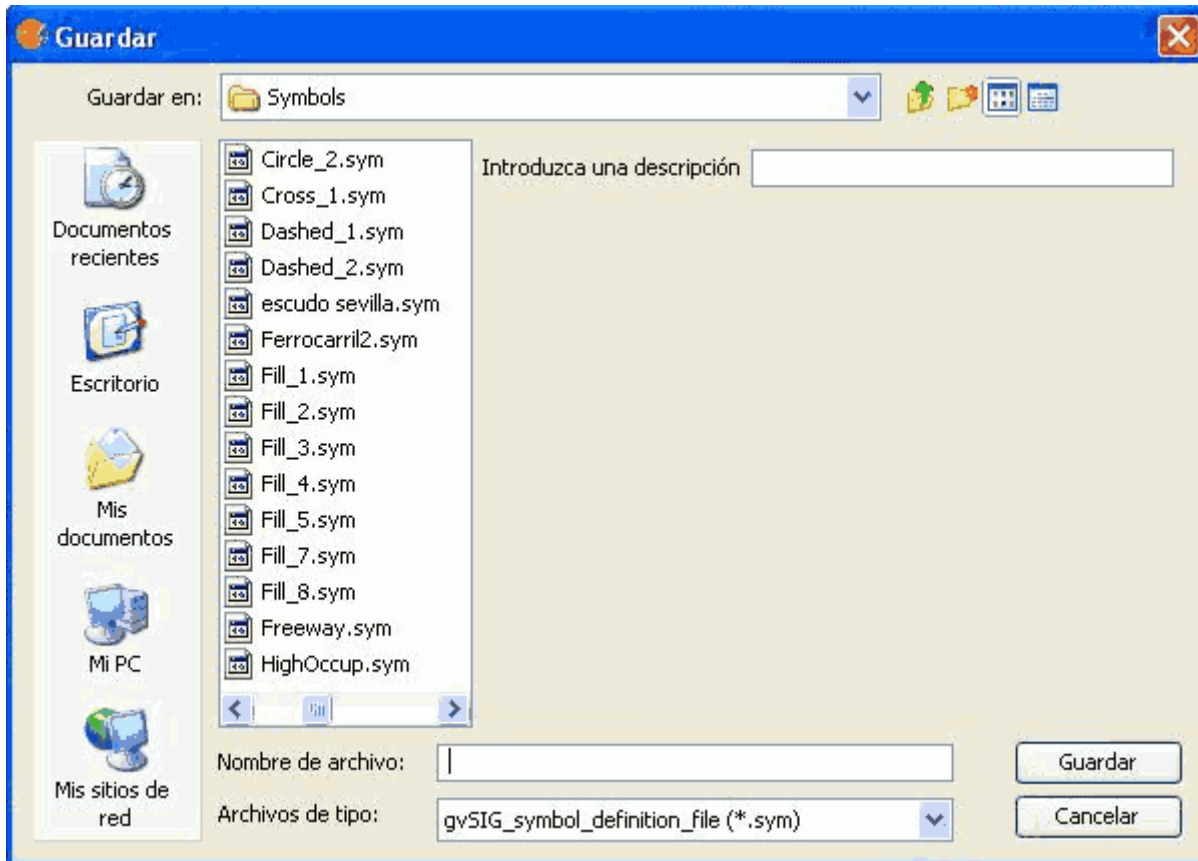 Guardar
Guardar en:
Symbols
Documentos
recientes
Escritorio
Mis
documentos
Mi PC
Mis sitios de
red
Circle_2.sym
Cross_1.sym
Dashed_1.sym
Dashed_2.sym
escudo sevilla.sym
Ferrocarril2.sym
Fill_1.sym
Fill_2.sym
Fill_3.sym
Fill_4.sym
Fill_5.sym
Fill_7.sym
Fill_8.sym
Freeway.sym
HighOccup.sym
Introduzca una descripción
Nombre de archivo:
Guardar
Archivos de tipo:
gvSIG_symbol_definition_file (*.sym)
Cancelar